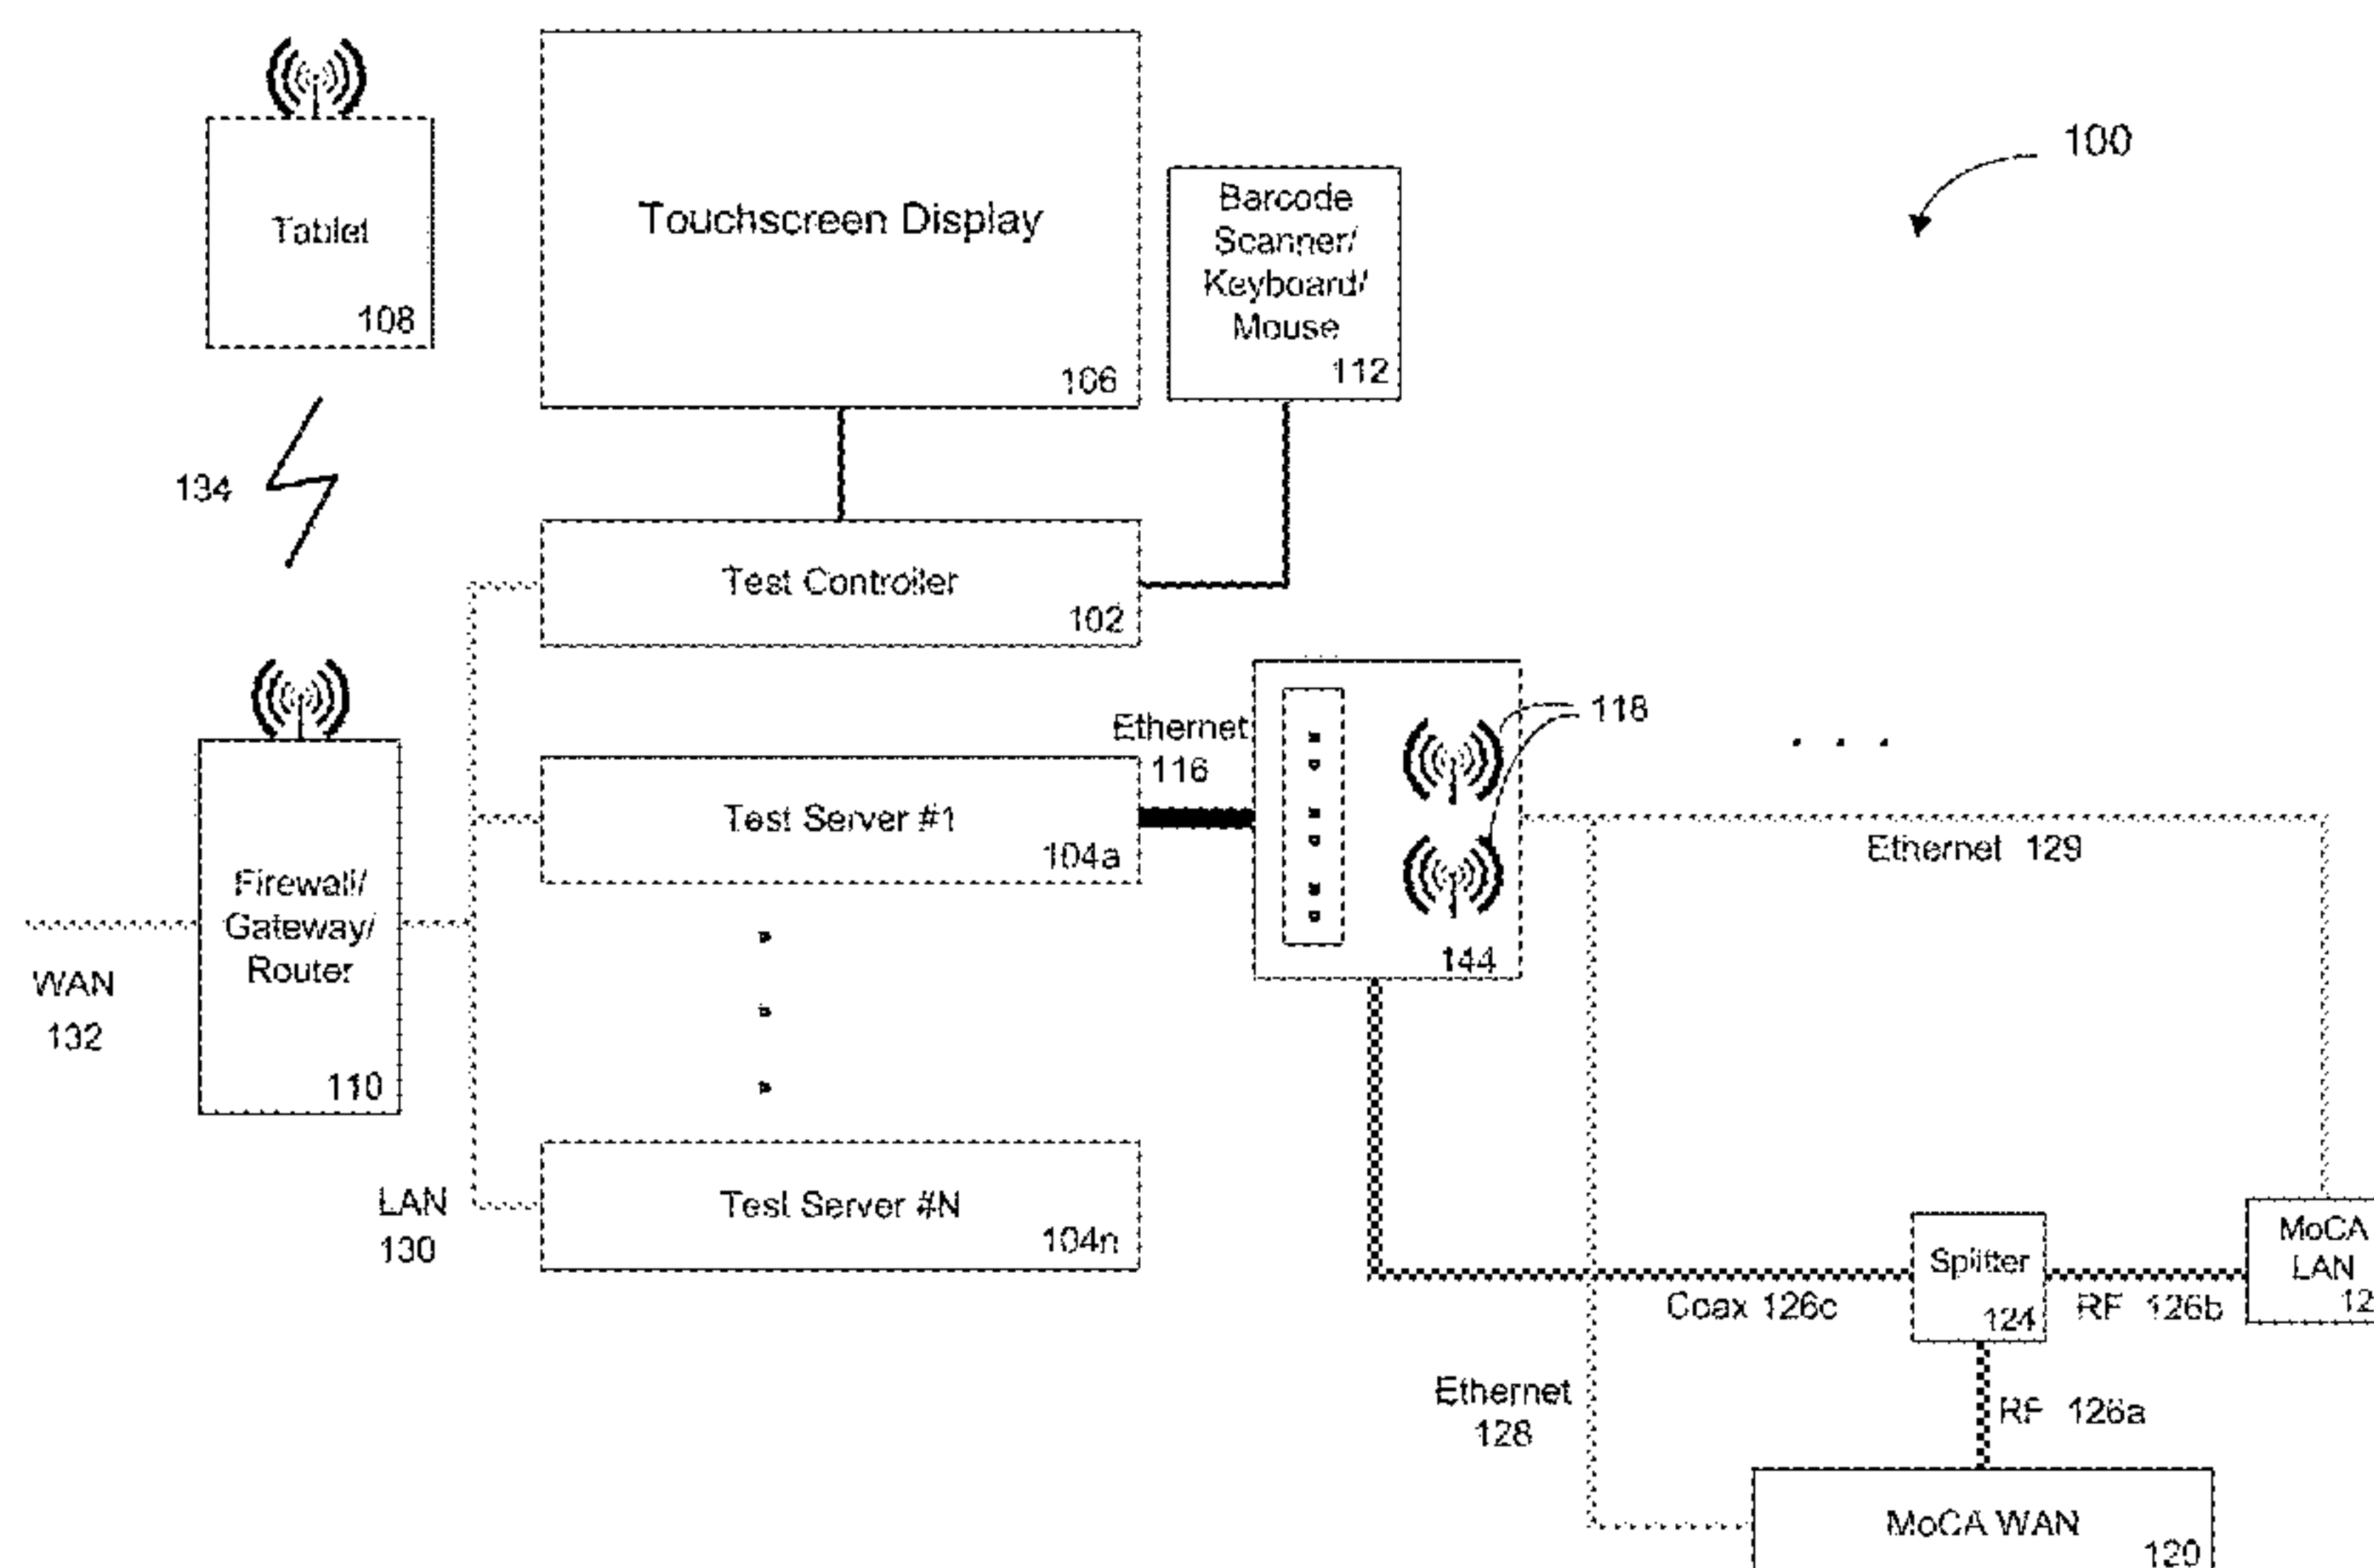 100
Tablet
108
Touchscreen Display
106
Barcode
Scanner/
Keyboard/
Mouse
112
134
Test Controller
102
Ethernet
116
118
144
Test Server #1
104a
Ethernet 129
Firewall/
Gateway/
Router
110
WAN
132
LAN
130
Test Server #N
104n
Splitter
124
MoCA
LAN
Coax 126c
RF 126b
Ethernet
128
RF 126a
MoCA WAN
120